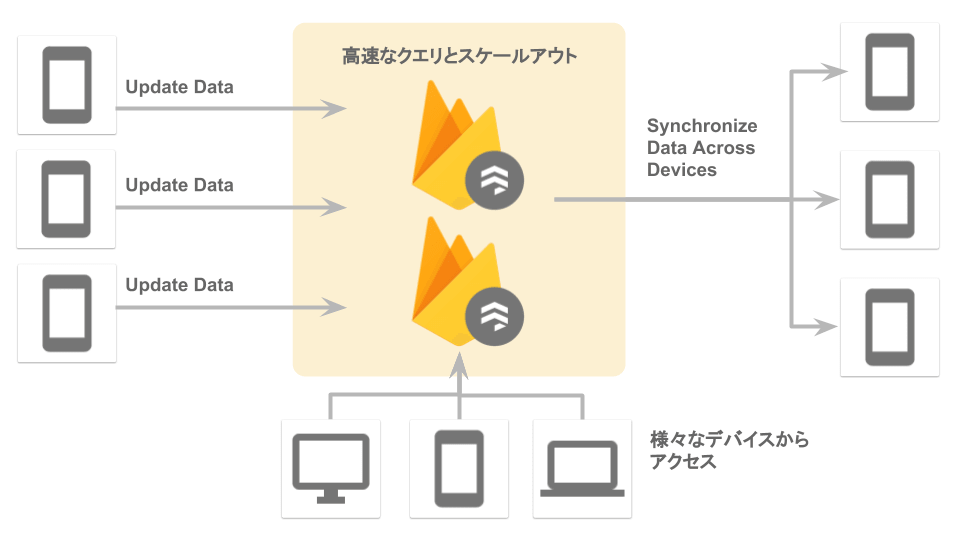 高速なクエリとスケールアウト
Update Data
Update Data
Update Data
Synchronize
Data Across
Devices
様々なデバイスから
アクセス